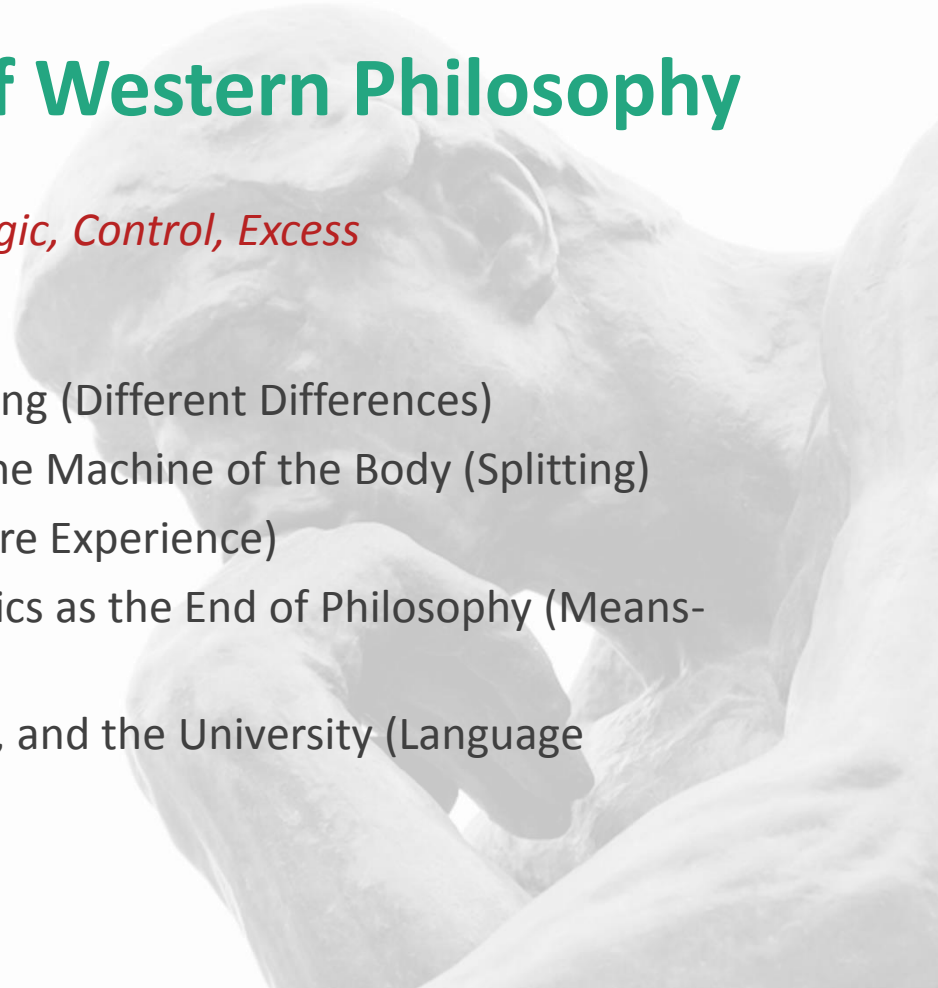 f Western Philosophy
gic, Control, Excess
ng (Different Differences)
ne Machine of the Body (Splitting)
re Experience)
ics as the End of Philosophy (Means-
, and the University (Language